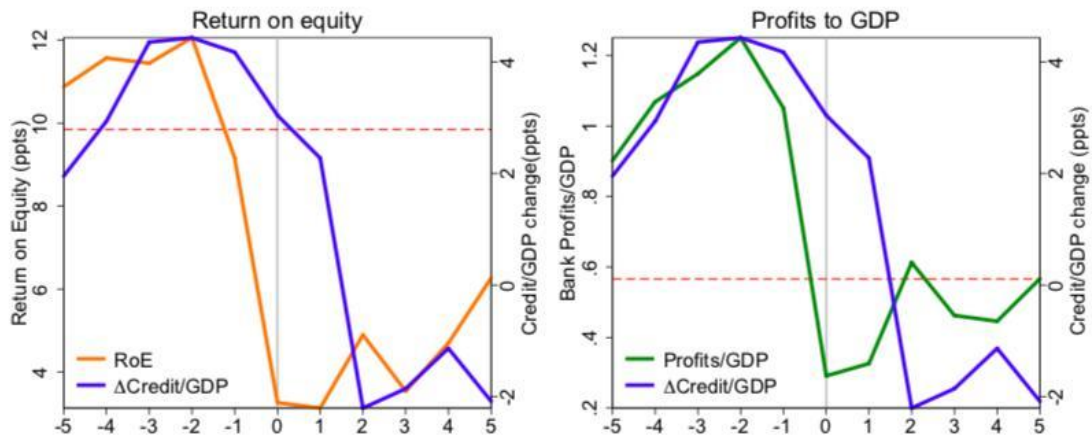 Return on equity
Return on Equity (ppts)
12
10
8
6
4
4
2
0
-2
Credit/GDP change(ppts)
RoE
ΔCredit/GDP
-5 -4 -3 -2 -1 0 1 2 3 4 5
Profits to GDP
Bank Profits/GDP
1.2
1
.8
.6
.4
.2
4
2
0
-2
Credit/GDP change (ppts)
Profits/GDP
ΔCredit/GDP
-5 -4 -3 -2 -1 0 1 2 3 4 5